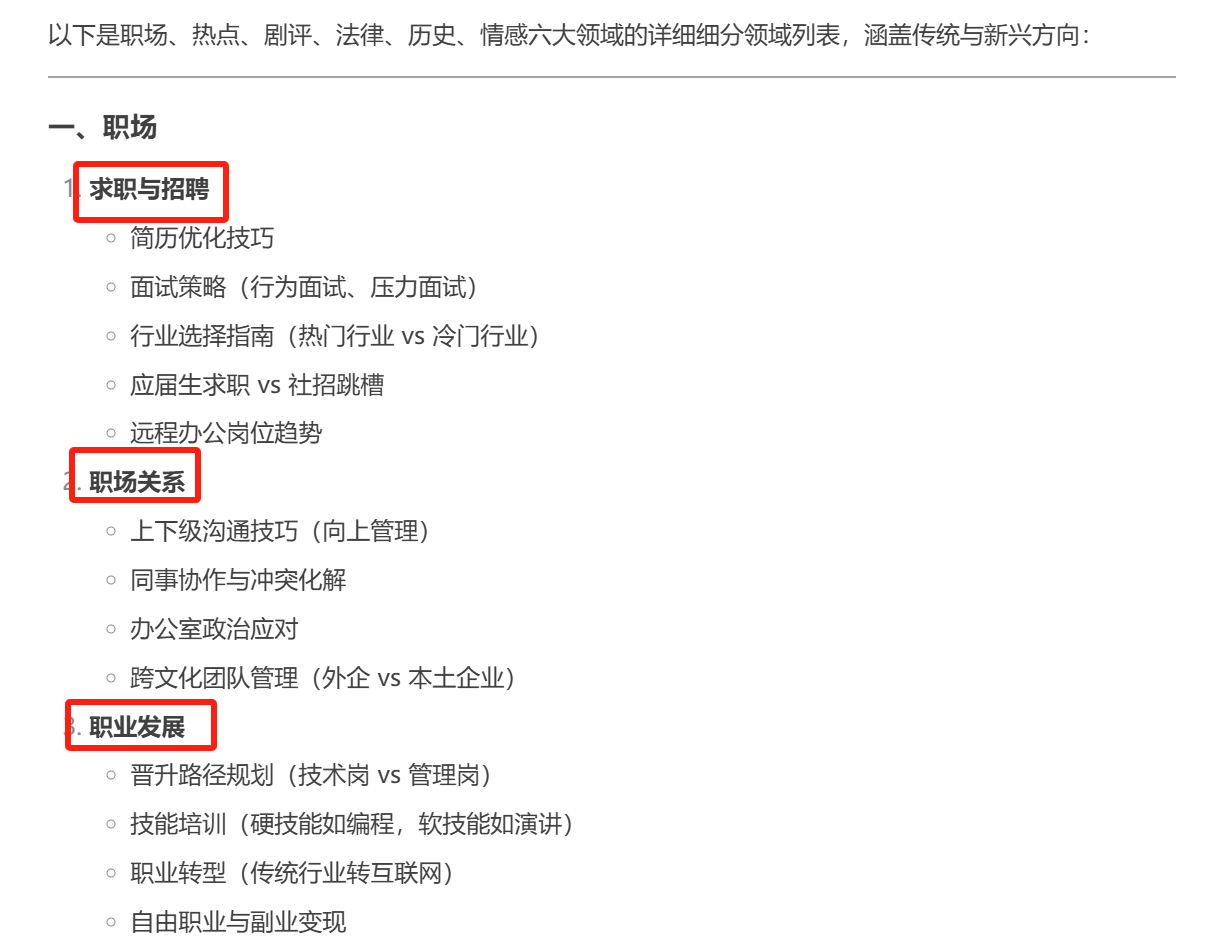 以下是职场、热点、剧评、法律、历史、情感六大领域的详细细分领域列表，涵盖传统与新兴方向：
一、职场
1. 求职与招聘
简历优化技巧
面试策略（行为面试、压力面试）
行业选择指南（热门行业 vs 冷门行业）
应届生求职 vs 社招跳槽
远程办公岗位趋势
2. 职场关系
上下级沟通技巧（向上管理）
同事协作与冲突化解
办公室政治应对
跨文化团队管理（外企 vs 本土企业）
3. 职业发展
晋升路径规划（技术岗 vs 管理岗）
技能培训（硬技能如编程，软技能如演讲）
职业转型（传统行业转互联网）
自由职业与副业变现